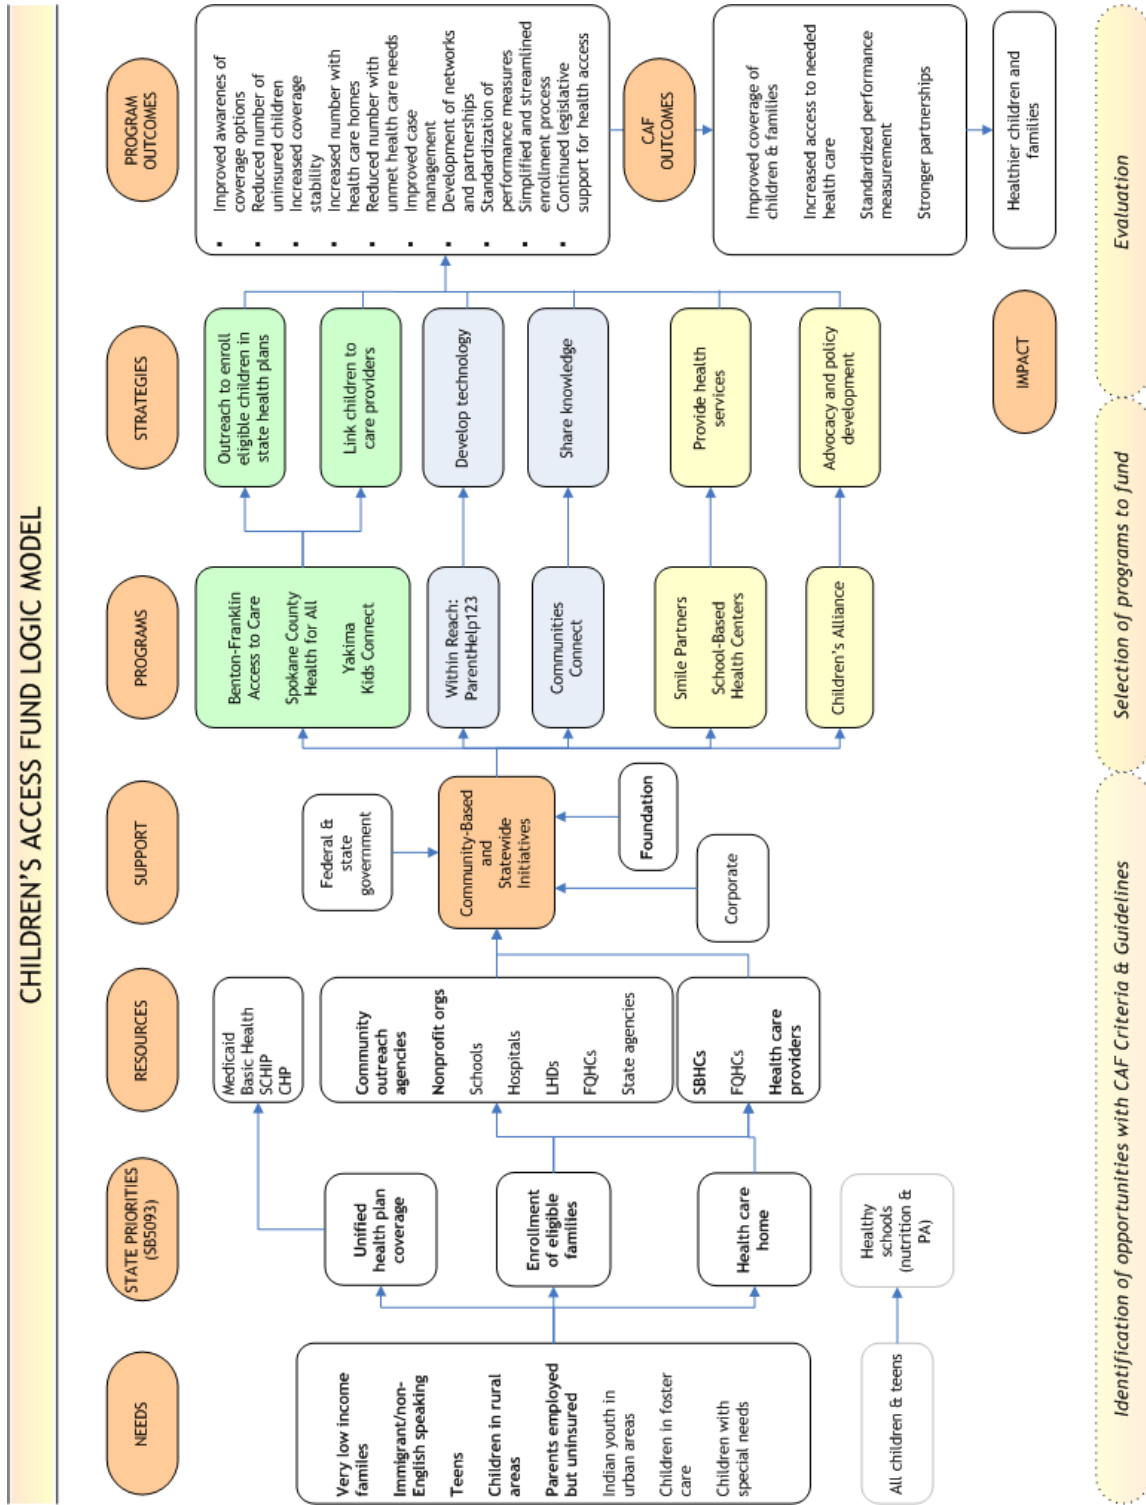 CHILDREN'S ACCESS FUND LOGIC MODEL
NEEDS
STATE PRIORITIES
(SB5093)
RESOURCES
SUPPORT
PROGRAMS
STRATEGIES
PROGRAM
OUTCOMES
Very low income
familes
Immigrant/non-
English speaking
Teens
Children in rural
areas
Parents employed
but uninsured
Indian youth in
urban areas
Children in foster
care
Children with
special needs
All children & teens
Unified
health plan
coverage
Enrollment
of eligible
families
Health care
home
Healthy
schools
(nutrition &
PA)
Medicaid
Basic Health
SCHIP
CHP
Community
outreach
agencies
Nonprofit orgs
Schools
Hospitals
LHDs
FQHCs
State agencies
SBHCs
FQHCs
Health care
providers
Federal &
state
government
Community-Based
and
Statewide
Initiatives
Foundation
Corporate
Benton-Franklin
Access to Care
Spokane County
Health for All
Yakima
Kids Connect
Within Reach:
ParentHelp123
Communities
Connect
Smile Partners
School-Based
Health Centers
Children's Alliance
Outreach to enroll
eligible children in
state health plans
Link children to
care providers
Develop technology
Share knowledge
Provide health
services
Advocacy and policy
development
▪ Improved awarenes of
coverage options
▪ Reduced number of
uninsured children
▪ Increased coverage
stability
▪ Increased number with
health care homes
▪ Reduced number with
unmet health care needs
▪ Improved case
management
▪ Development of networks
and partnerships
▪ Standardization of
performance measures
▪ Simplified and streamlined
enrollment process
▪ Continued legislative
support for health access
CAF
OUTCOMES
Improved coverage of
children & families
Increased access to needed
health care
Standardized performance
measurement
Stronger partnerships
IMPACT
Healthier children and
families
Identification of opportunities with CAF Criteria & Guidelines
Selection of programs to fund
Evaluation